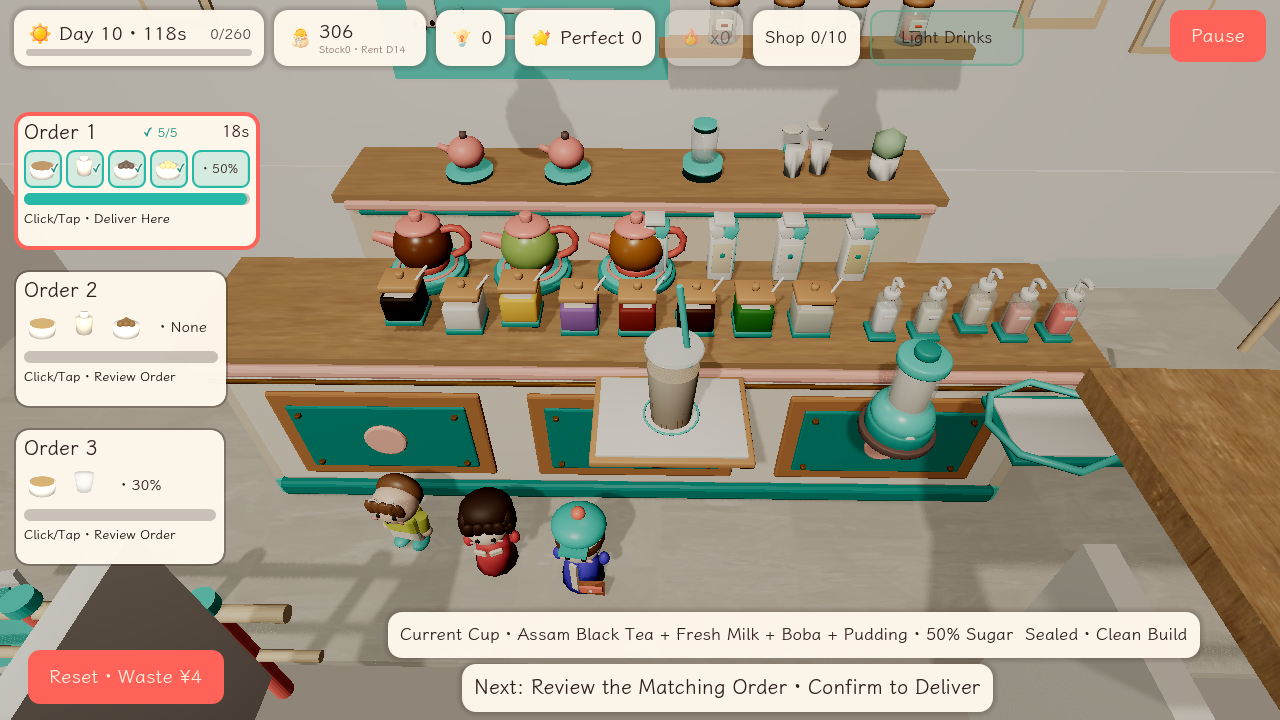 Day 10 • 118s 0/260
306
Stock0 • Rent D14
0
Perfect 0
x0
Shop 0/10
Light Drinks
Pause
Order 1 ✓ 5/5 18s
• 50%
Click/Tap • Deliver Here
Order 2
• None
Click/Tap • Review Order
Order 3
• 30%
Click/Tap • Review Order
Current Cup • Assam Black Tea + Fresh Milk + Boba + Pudding • 50% Sugar Sealed • Clean Build
Reset • Waste ¥4
Next: Review the Matching Order • Confirm to Deliver